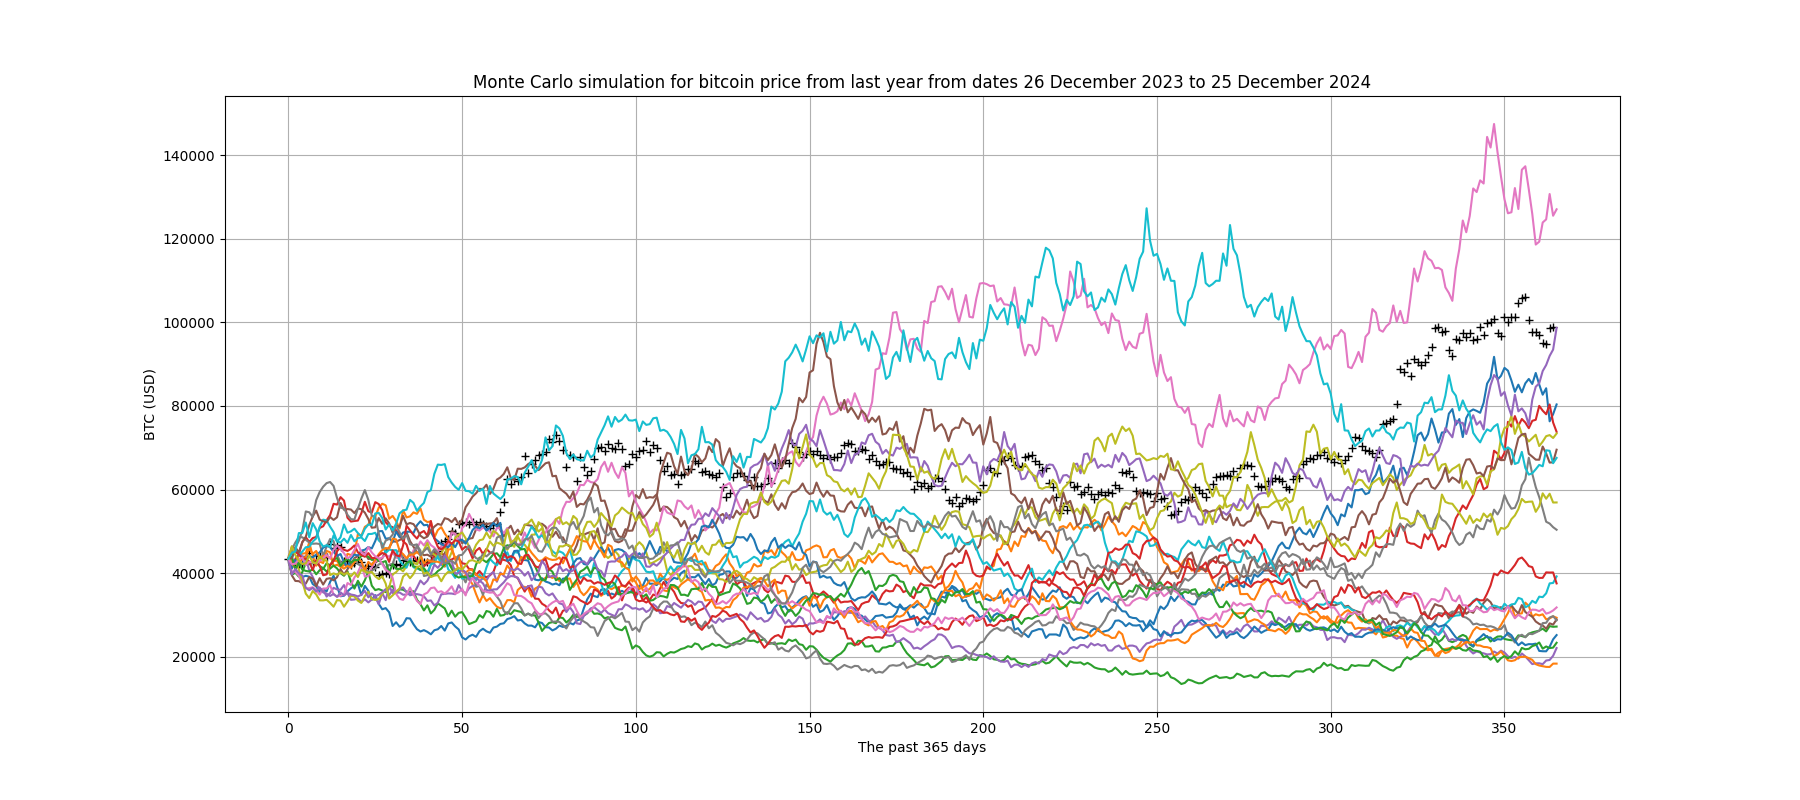 Monte Carlo simulation for bitcoin price from last year from dates 26 December 2023 to 25 December 2024
140000
120000
100000
80000
60000
40000
20000
BTC (USD)
0 50 100 150 200 250 300 350
The past 365 days